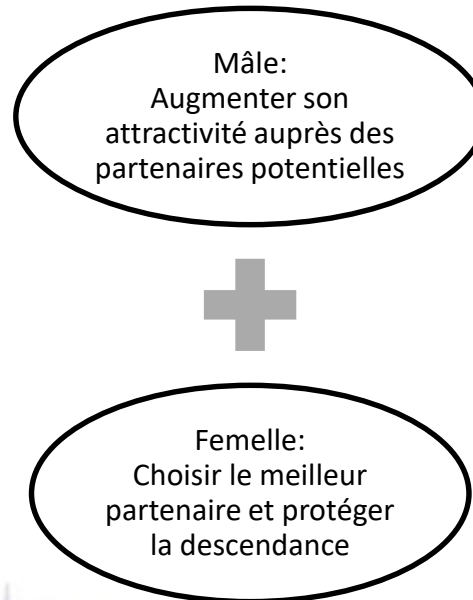 Mâle:
Augmenter son
attractivité auprès des
partenaires potentielles
Femelle:
Choisir le meilleur
partenaire et protéger
la descendance